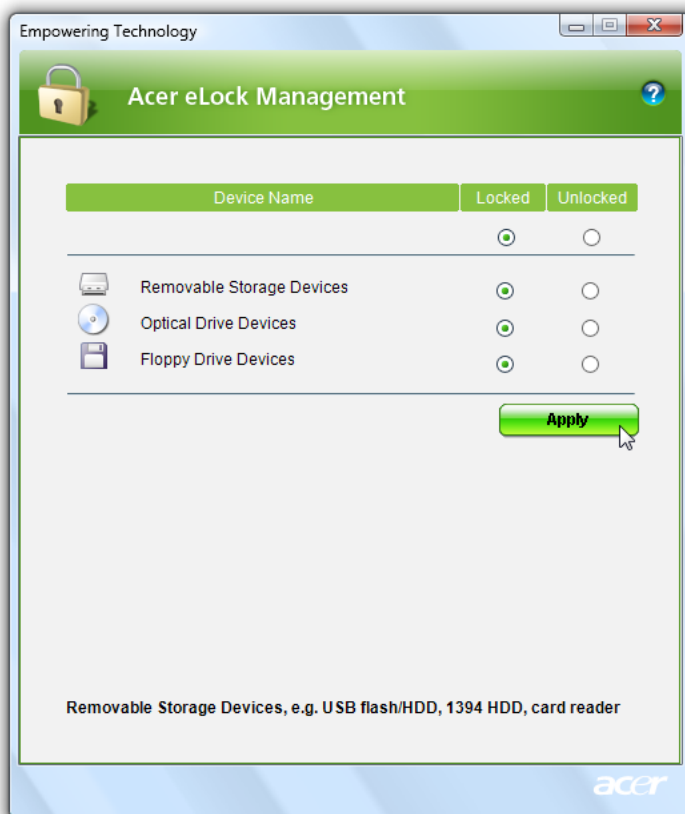 Empowering Technology
Acer eLock Management
?
Device Name Locked Unlocked
Removable Storage Devices
Optical Drive Devices
Floppy Drive Devices
Apply
Removable Storage Devices, e.g. USB flash/HDD, 1394 HDD, card reader
acer